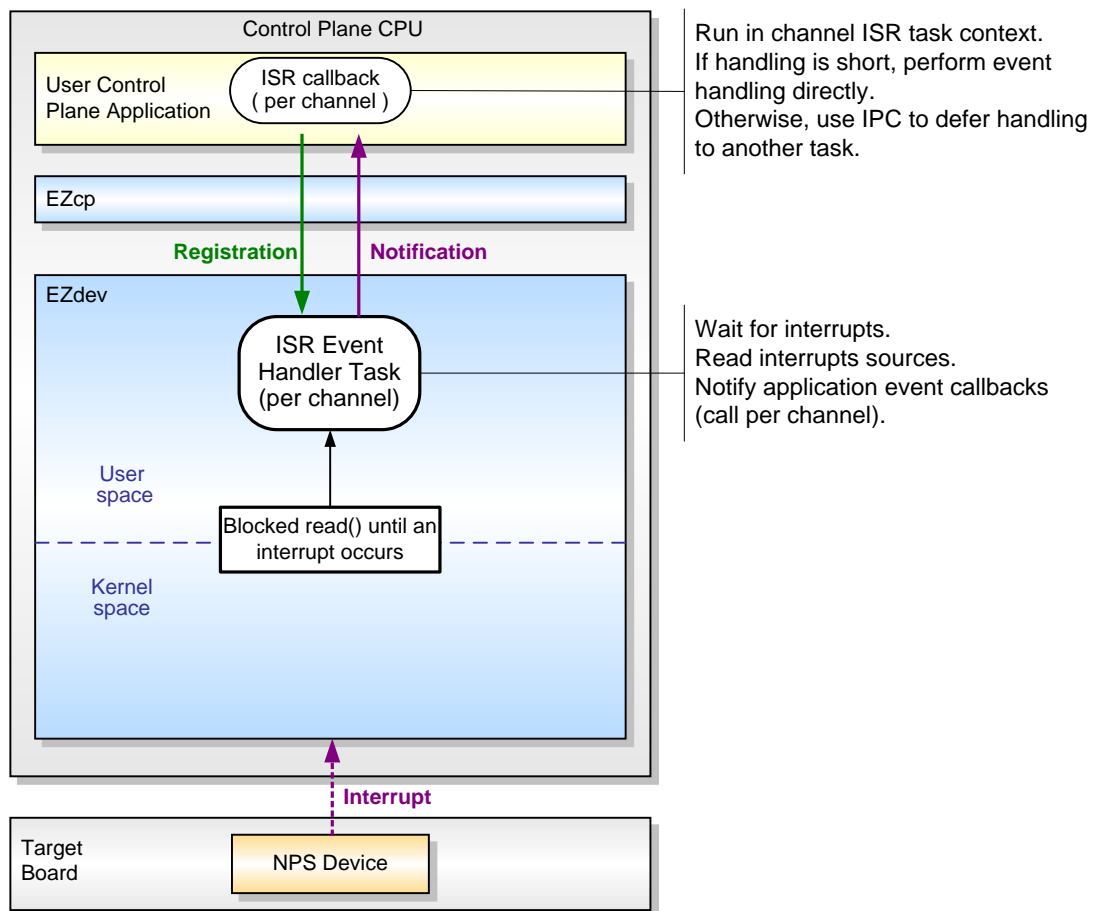 Control Plane CPU
User Control
Plane Application
ISR callback
( per channel )
Run in channel ISR task context.
If handling is short, perform event
handling directly.
Otherwise, use IPC to defer handling
to another task.
EZcp
Registration
Notification
EZdev
ISR Event
Handler Task
(per channel)
Wait for interrupts.
Read interrupts sources.
Notify application event callbacks
(call per channel).
User
space
Blocked read() until an
interrupt occurs
Kernel
space
Interrupt
Target
Board
NPS Device